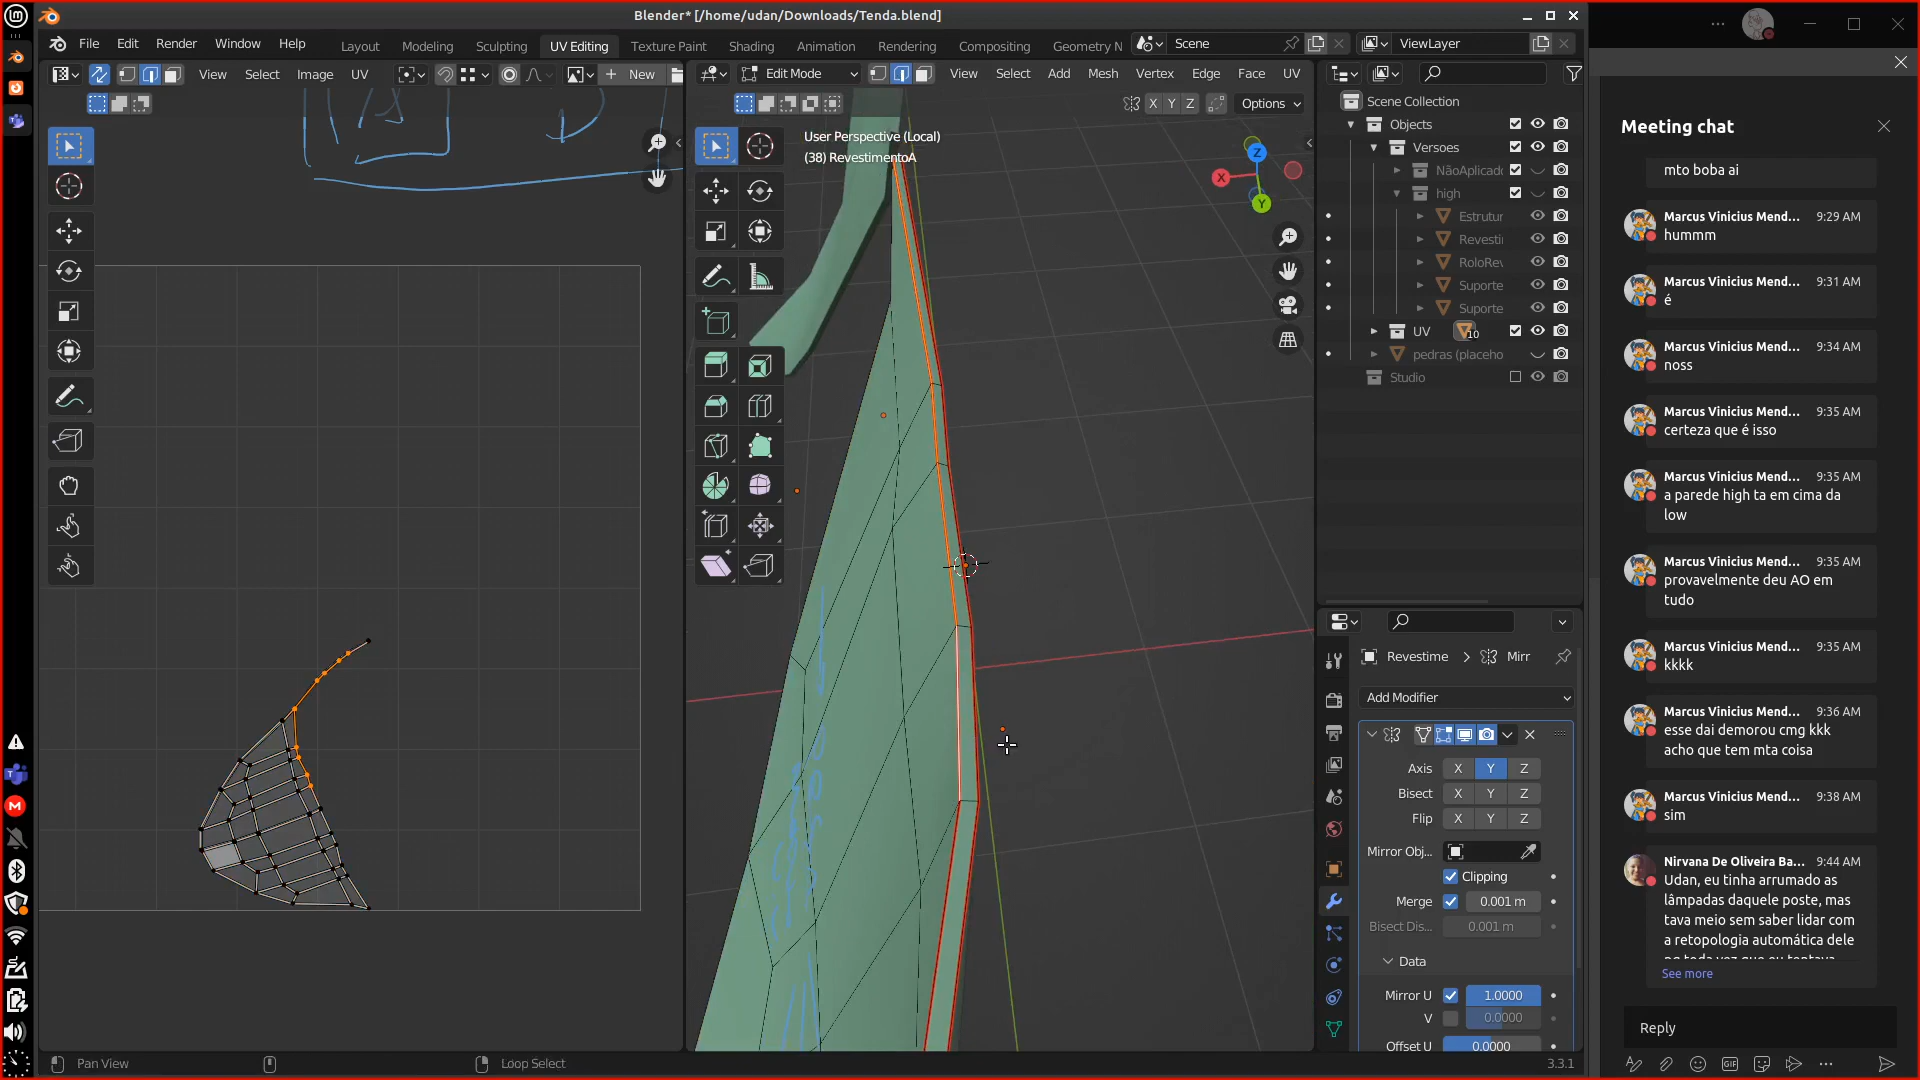 Blender* [/home/udan/Downloads/Tenda.blend]
File Edit Render Window Help
Layout Modeling Sculpting UV Editing Texture Paint Shading Animation Rendering Compositing Geometry N
Scene
ViewLayer
View Select Image UV
New
Edit Mode
View Select Add Mesh Vertex Edge Face UV
X Y Z
Options
User Perspective (Local)
(38) RevestimentoA
Z
X
Y
Scene Collection
Objects
Versoes
NãoAplicado
high
Estrutur
Revesti
RoloRev
Suporte
Suporte
UV
10
pedras (placeho
Studio
Revestime > Mirr
Add Modifier
Axis X Y Z
Bisect X Y Z
Flip X Y Z
Mirror Obj...
Clipping
Merge 0.001 m
Bisect Dis... 0.001 m
Data
Mirror U 1.0000
V 0.0000
Offset U 0.0000
Pan View
Loop Select
3.3.1
Meeting chat
mto boba ai
Marcus Vinicius Mend... 9:29 AM
hummm
Marcus Vinicius Mend... 9:31 AM
é
Marcus Vinicius Mend... 9:34 AM
noss
Marcus Vinicius Mend... 9:35 AM
certeza que é isso
Marcus Vinicius Mend... 9:35 AM
a parede high ta em cima da
low
Marcus Vinicius Mend... 9:35 AM
provavelmente deu AO em
tudo
Marcus Vinicius Mend... 9:35 AM
kkkk
Marcus Vinicius Mend... 9:36 AM
esse dai demorou cmg kkk
acho que tem mta coisa
Marcus Vinicius Mend... 9:38 AM
sim
Nirvana De Oliveira Ba... 9:44 AM
Udan, eu tinha arrumado as
lâmpadas daquele poste, mas
tava meio sem saber lidar com
a retopologia automática dele
See more
Reply
GIF